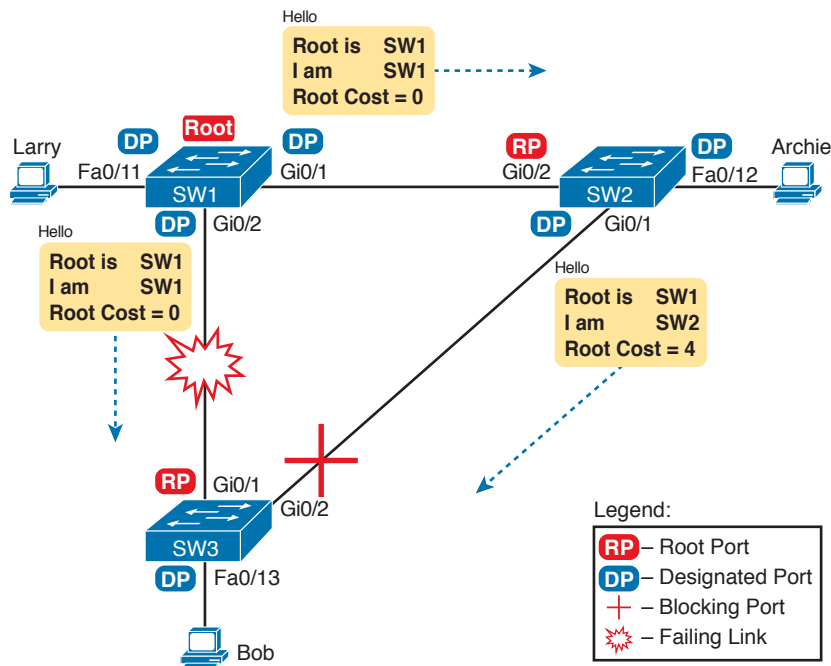 Hello
Root is SW1
I am SW1
Root Cost = 0
Larry
DP
Root
DP
RP
DP
Archie
Fa0/11
SW1
Gi0/1
Gi0/2
SW2
Fa0/12
DP
Gi0/2
DP
Gi0/1
Hello
Root is SW1
I am SW1
Root Cost = 0
Hello
Root is SW1
I am SW2
Root Cost = 4
RP
Gi0/1
Gi0/2
SW3
DP
Fa0/13
Bob
Legend:
RP – Root Port
DP – Designated Port
– Blocking Port
– Failing Link